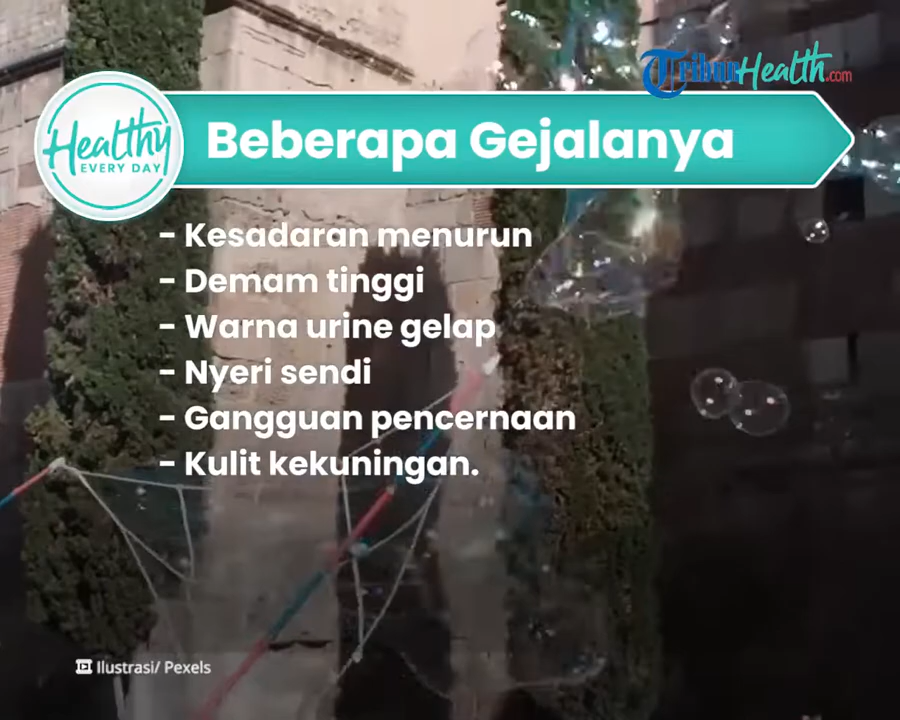 TribunHealth.com
Healthy
EVERY DAY
Beberapa Gejalanya
- Kesadaran menurun
- Demam tinggi
- Warna urine gelap
- Nyeri sendi
- Gangguan pencernaan
- Kulit kekuningan.
Ilustrasi/ Pexels